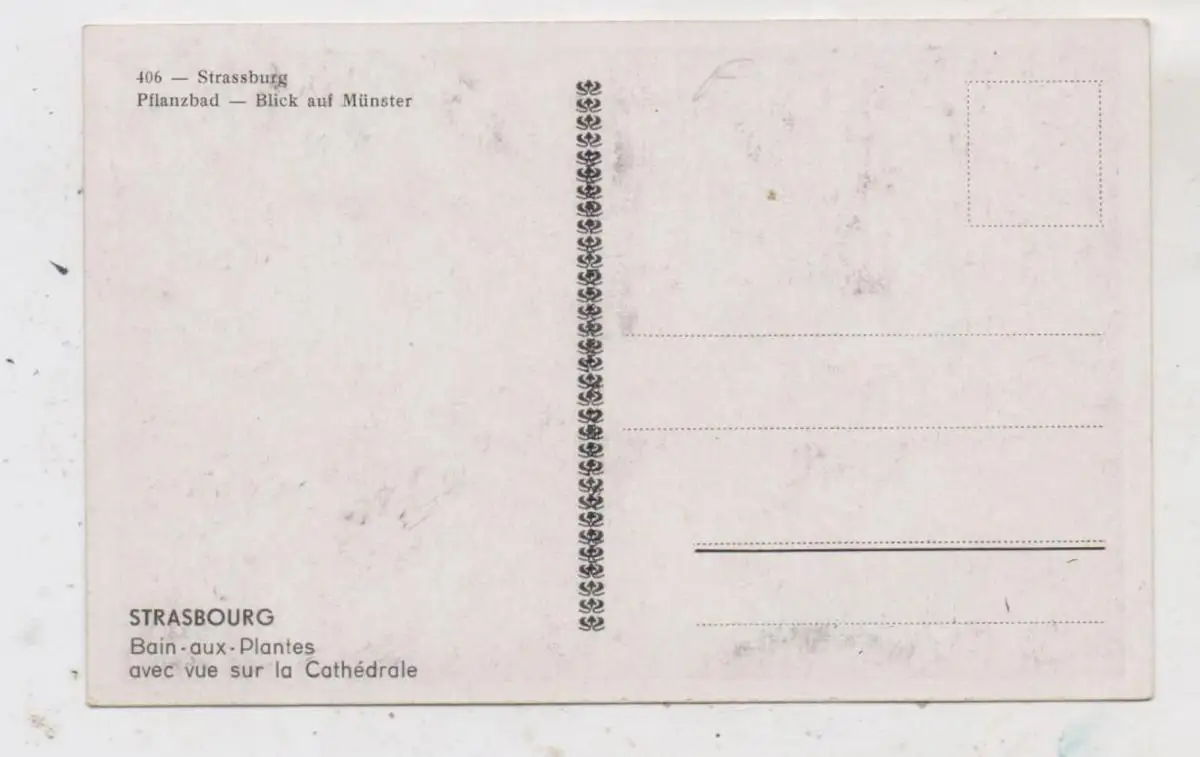 406 — Strassburg
Pflanzbad — Blick auf Münster
STRASBOURG
Bain-aux-Plantes
avec vue sur la Cathédrale